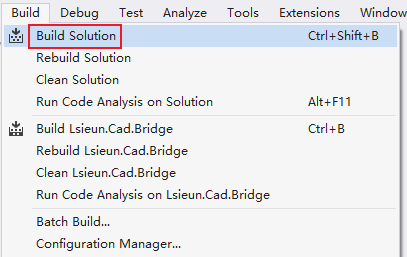 Build Debug Test Analyze Tools Extensions Window
Build Solution Ctrl+Shift+B
Rebuild Solution
Clean Solution
Run Code Analysis on Solution Alt+F11
Build Lsieun.Cad.Bridge Ctrl+B
Rebuild Lsieun.Cad.Bridge
Clean Lsieun.Cad.Bridge
Run Code Analysis on Lsieun.Cad.Bridge
Batch Build...
Configuration Manager...